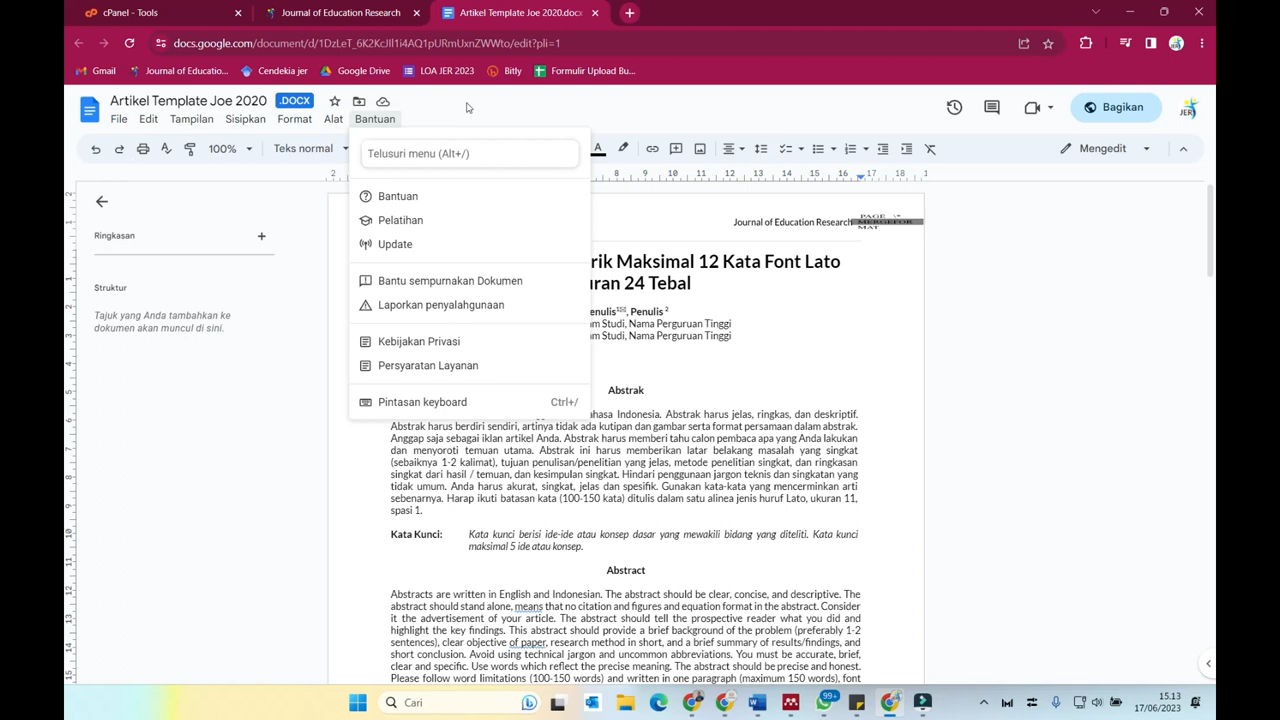 cPanel - Tools
Journal of Education Research
Artikel Template Joe 2020.docx
docs.google.com/document/d/1DzLeT_6K2KcJIl1i4AQ1pURmUxnZWWto/edit?pli=1
Gmail
Journal of Educatio...
Cendekia jer
Google Drive
LOA JER 2023
Bitly
Formulir Upload Bu...
Artikel Template Joe 2020 .DOCX
File Edit Tampilan Sisipkan Format Alat Bantuan
Bagikan
100%
Teks normal
Mengedit
Telusuri menu (Alt+/)
Bantuan
Pelatihan
Update
Bantu sempurnakan Dokumen
Laporkan penyalahgunaan
Kebijakan Privasi
Persyaratan Layanan
Pintasan keyboard Ctrl+/
Ringkasan
Struktur
Tajuk yang Anda tambahkan ke
dokumen akan muncul di sini.
2 8 9 10 11 12 13 14 15 16 17 18
Journal of Education Research
PAGE \*
MERGEFOR
MAT
rik Maksimal 12 Kata Font Lato
uran 24 Tebal
enulis¹✉, Penulis ²
am Studi, Nama Perguruan Tinggi
am Studi, Nama Perguruan Tinggi
Abstrak
ahasa Indonesia. Abstrak harus jelas, ringkas, dan deskriptif.
Abstrak harus berdiri sendiri, artinya tidak ada kutipan dan gambar serta format persamaan dalam abstrak.
Anggap saja sebagai iklan artikel Anda. Abstrak harus memberi tahu calon pembaca apa yang Anda lakukan
dan menyoroti temuan utama. Abstrak ini harus memberikan latar belakang masalah yang singkat
(sebaiknya 1-2 kalimat), tujuan penulisan/penelitian yang jelas, metode penelitian singkat, dan ringkasan
singkat dari hasil / temuan, dan kesimpulan singkat. Hindari penggunaan jargon teknis dan singkatan yang
tidak umum. Anda harus akurat, singkat, jelas dan spesifik. Gunakan kata-kata yang mencerminkan arti
sebenarnya. Harap ikuti batasan kata (100-150 kata) ditulis dalam satu alinea jenis huruf Lato, ukuran 11,
spasi 1.
Kata Kunci: Kata kunci berisi ide-ide atau konsep dasar yang mewakili bidang yang diteliti. Kata kunci
maksimal 5 ide atau konsep.
Abstract
Abstracts are written in English and Indonesian. The abstract should be clear, concise, and descriptive. The
abstract should stand alone, means that no citation and figures and equation format in the abstract. Consider
it the advertisement of your article. The abstract should tell the prospective reader what you did and
highlight the key findings. This abstract should provide a brief background of the problem (preferably 1-2
sentences), clear objective of paper, research method in short, and a brief summary of results/findings, and
short conclusion. Avoid using technical jargon and uncommon abbreviations. You must be accurate, brief,
clear and specific. Use words which reflect the precise meaning. The abstract should be precise and honest.
Please follow word limitations (100-150 words) and written in one paragraph (maximum 150 words), font
Cari
99+
15.13
17/06/2023